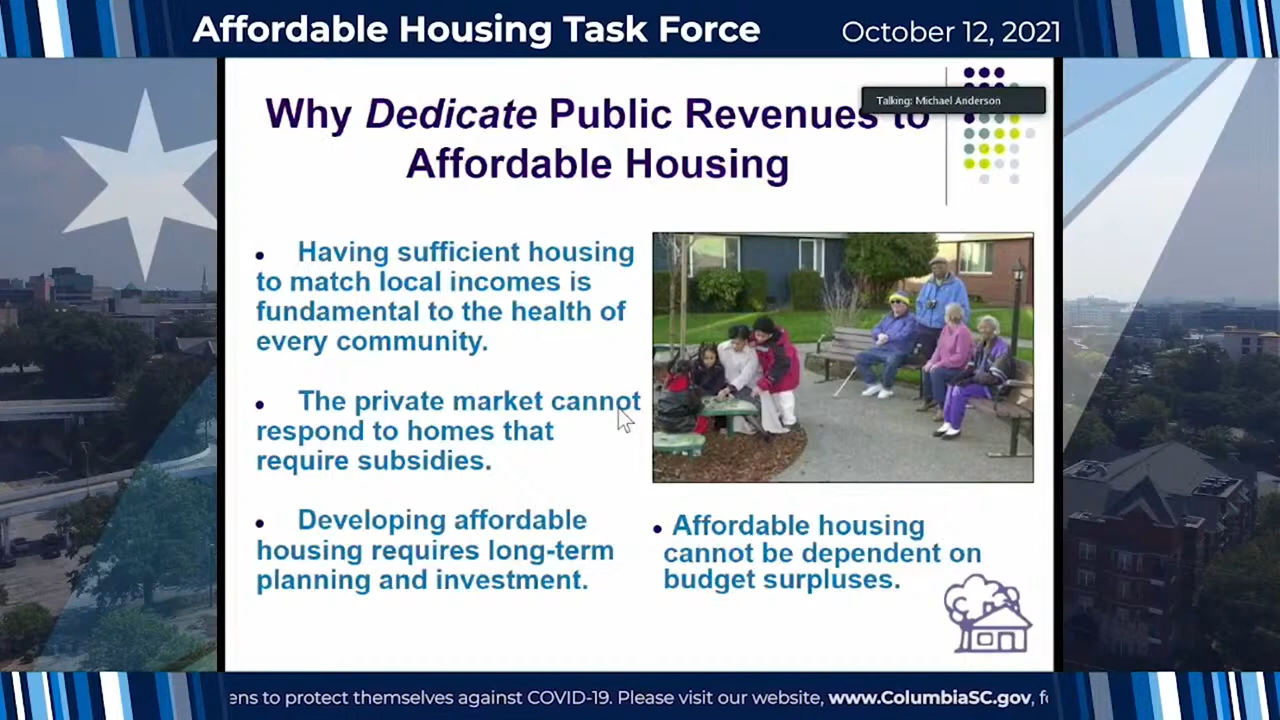 Affordable Housing Task Force
October 12, 2021
Talking: Michael Anderson
Why Dedicate Public Revenues to
Affordable Housing
• Having sufficient housing
to match local incomes is
fundamental to the health of
every community.
• The private market cannot
respond to homes that
require subsidies.
• Developing affordable
housing requires long-term
planning and investment.
• Affordable housing
cannot be dependent on
budget surpluses.
ens to protect themselves against COVID-19. Please visit our website, www.ColumbiaSC.gov, f